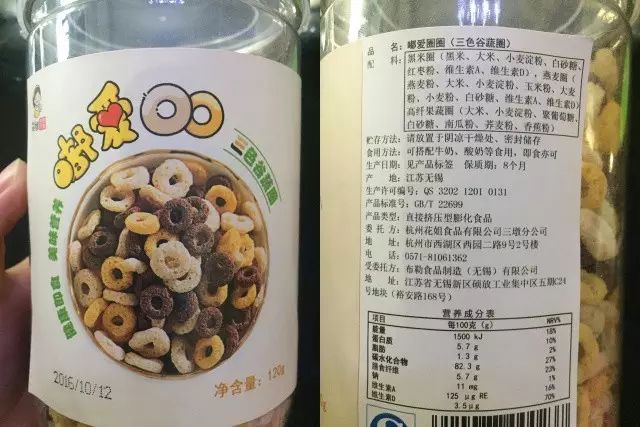 嘟爱
三色谷蔬圈
开盖即食 美味营养
净含量：120g
2016/10/12
品 名：嘟爱圈圈（三色谷蔬圈）
配 料：黑米圈（黑米、大米、小麦淀粉、白砂糖、
红枣粉、维生素A、维生素D），燕麦圈（
燕麦粉、大米、小麦淀粉、玉米粉、大麦
粉、小麦粉、白砂糖、维生素A、维生素D）
高纤果蔬圈（大米、小麦淀粉、聚葡萄糖、
白砂糖、南瓜粉、荞麦粉、香蕉粉）
贮存方法：请放置于阴凉干燥处、密封储存
食用方法：可搭配牛奶、酸奶等食用，即食亦可
生产日期：见产品标签 保质期：8个月
产 地：江苏无锡
生产许可编号：QS 3202 1201 0131
产品标准号：GB/T 22699
产品类型：直接挤压型膨化食品
委 托 方：杭州花姐食品有限公司三墩分公司
地 址：杭州市西湖区西园二路9号2号楼
电 话：0571-81061362
受委托方：布勒食品制造（无锡）有限公司
地 址：江苏省无锡新区硕放工业集中区五期C24
号地块（裕安路168号）
营养成分表
项目 每100克(g) NRV%
能量 1500 kJ 18%
蛋白质 5.7 g 10%
脂肪 1.3 g 2%
碳水化合物 82.3 g 27%
膳食纤维 5.7 g 23%
钠 11 mg 1%
维生素A 125 μg RE 16%
维生素D 3.5 μg 70%